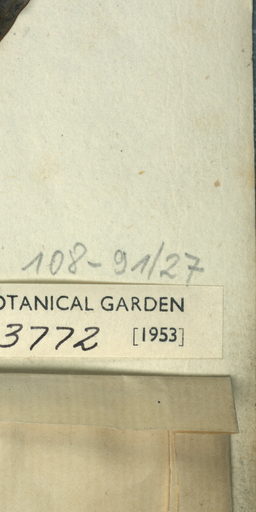 108-91/27
OTANICAL GARDEN
3772 [1953]